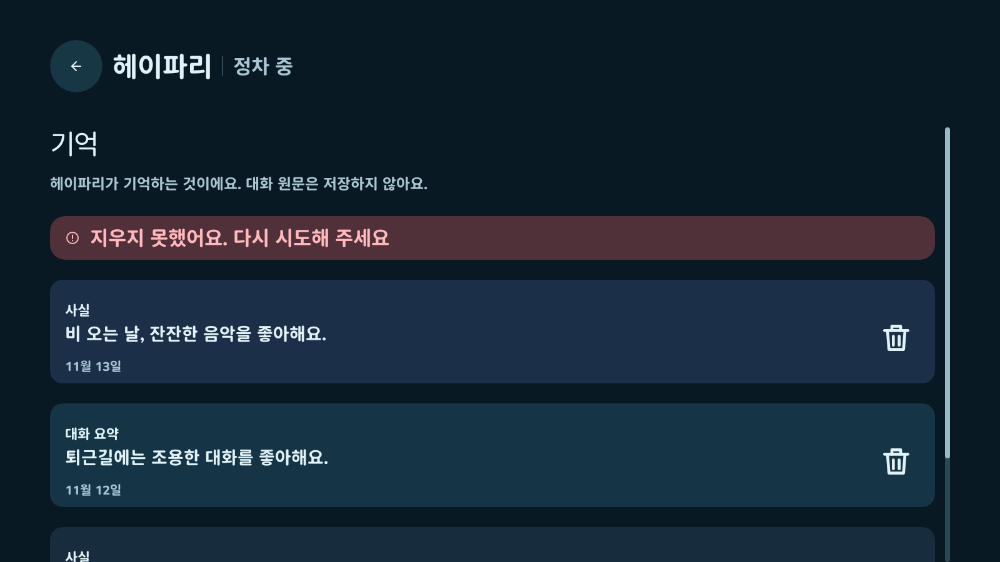 헤이파리 정차 중
기억
헤이파리가 기억하는 것이에요. 대화 원문은 저장하지 않아요.
지우지 못했어요. 다시 시도해 주세요
사실
비 오는 날, 잔잔한 음악을 좋아해요.
11월 13일
대화 요약
퇴근길에는 조용한 대화를 좋아해요.
11월 12일
사실